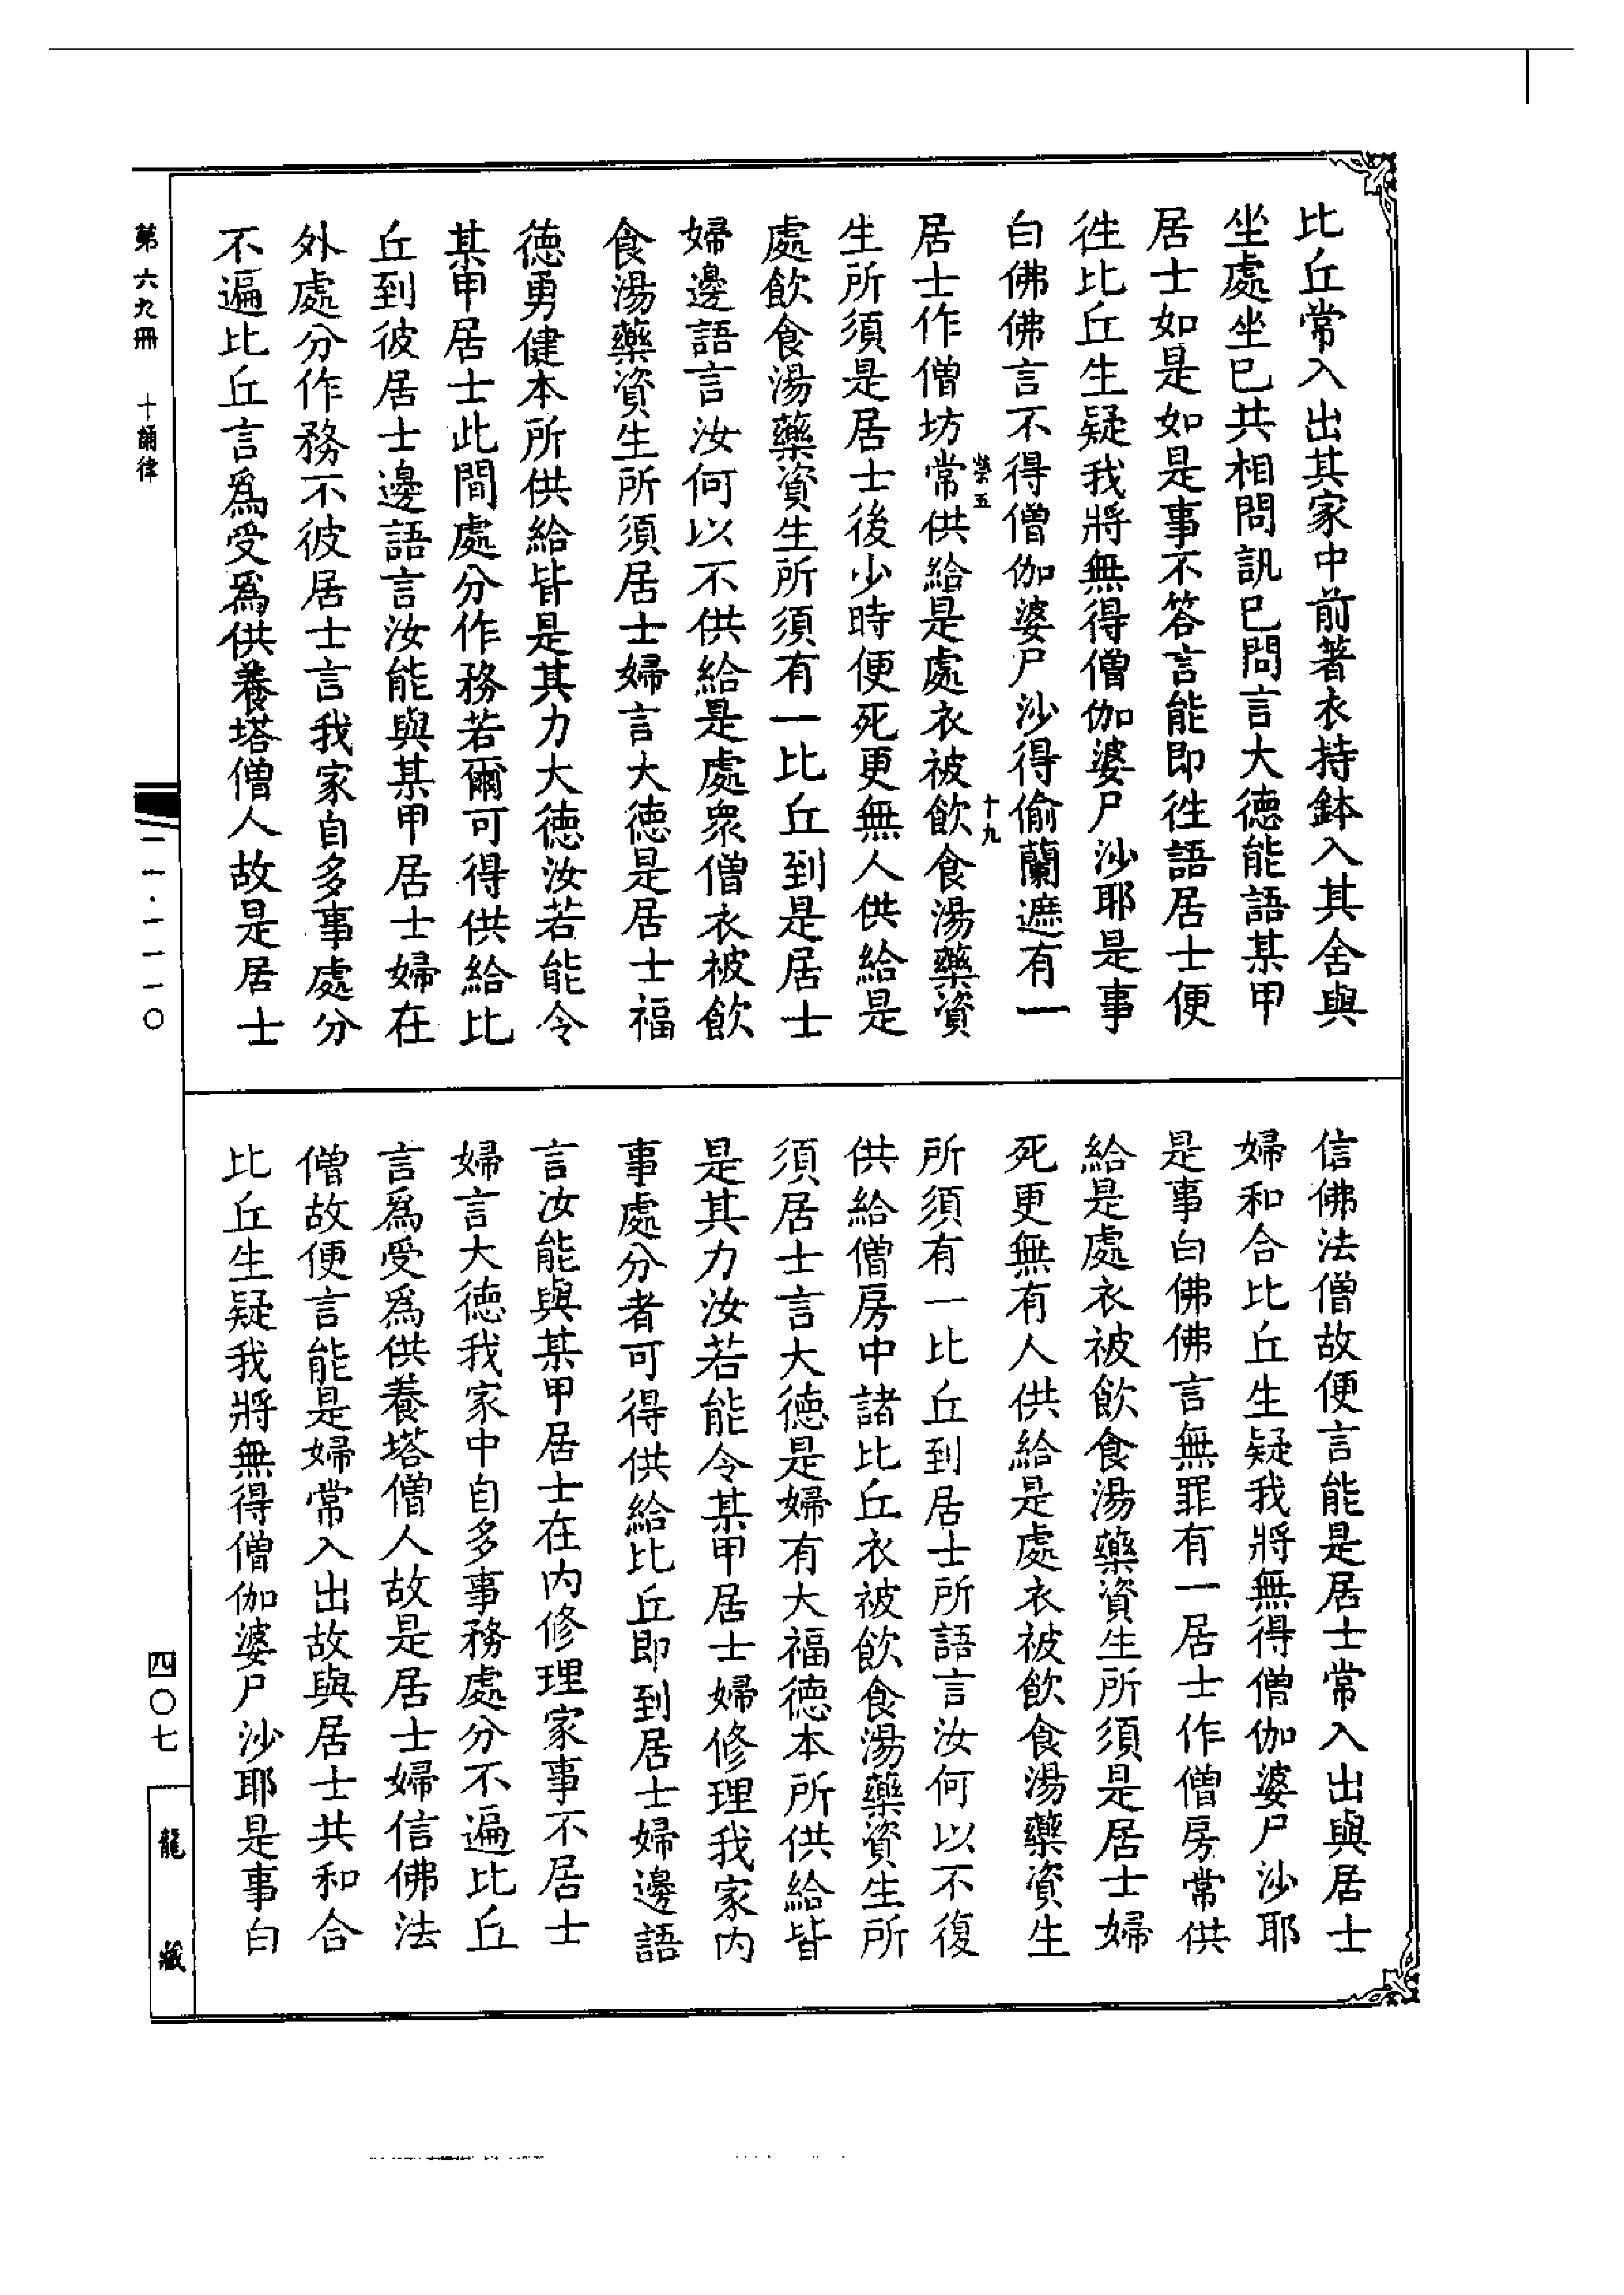 比丘常入出其家中前著衣持鉢入其舍與
坐處坐已共相問訊已問言大德能語某甲
居士如是如是事不答言能即往語居士便
往比丘生疑我將無得僧伽婆尸沙耶是事
白佛佛言不得僧伽婆尸沙得偷蘭遮有一
居士作僧坊常供給是處衣被飲食湯藥資
生所須是居士後少時便死更無人供給是
處飲食湯藥資生所須有一比丘到是居士
婦邊語言汝何以不供給是處眾僧衣被飲
食湯藥資生所須居士婦言大德是居士福
德勇健本所供給皆是其力大德汝若能令
某甲居士此間處分作務若爾可得供給比
丘到彼居士邊語言汝能與某甲居士婦在
外處分作務不彼居士言我家自多事處分
不遍比丘言為受為供養塔僧人故是居士
信佛法僧故便言能是居士常入出與居士
婦和合比丘生疑我將無得僧伽婆尸沙耶
是事白佛佛言無罪有一居士作僧房常供
給是處衣被飲食湯藥資生所須是居士婦
死更無有人供給是處衣被飲食湯藥資生
所須有一比丘到居士所語言汝何以不復
供給僧房中諸比丘衣被飲食湯藥資生所
須居士言大德是婦有大福德本所供給皆
是其力汝若能令某甲居士婦修理我家內
事處分者可得供給比丘即到居士婦邊語
言汝能與某甲居士在內修理家事不居士
婦言大德我家中自多事務處分不遍比丘
言為受為供養塔僧人故是居士婦信佛法
僧故便言能是婦常入出故與居士共和合
比丘生疑我將無得僧伽婆尸沙耶是事白
第六九冊 十誦律
一一·一一一〇
四〇七
龍藏
十九